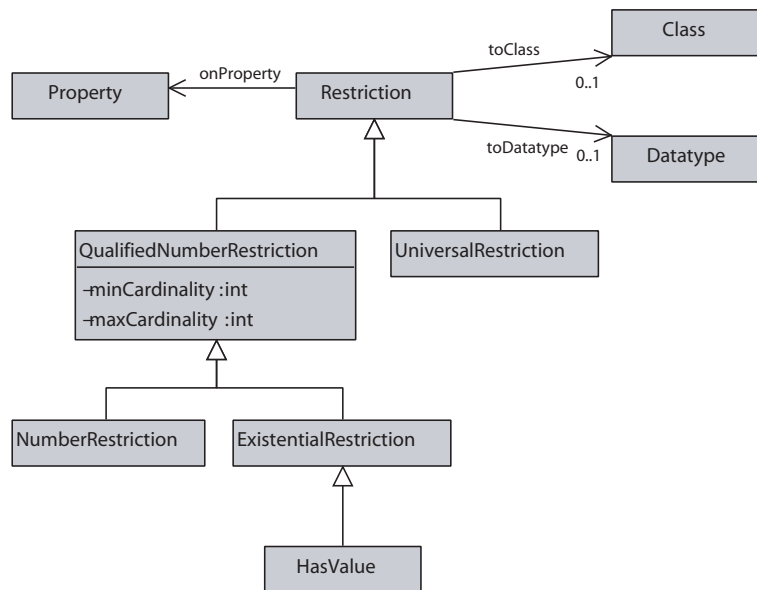 Class
toClass
0..1
onProperty
Property
Restriction
toDatatype
0..1
Datatype
QualifiedNumberRestriction
–minCardinality :int
–maxCardinality :int
UniversalRestriction
NumberRestriction
ExistentialRestriction
HasValue